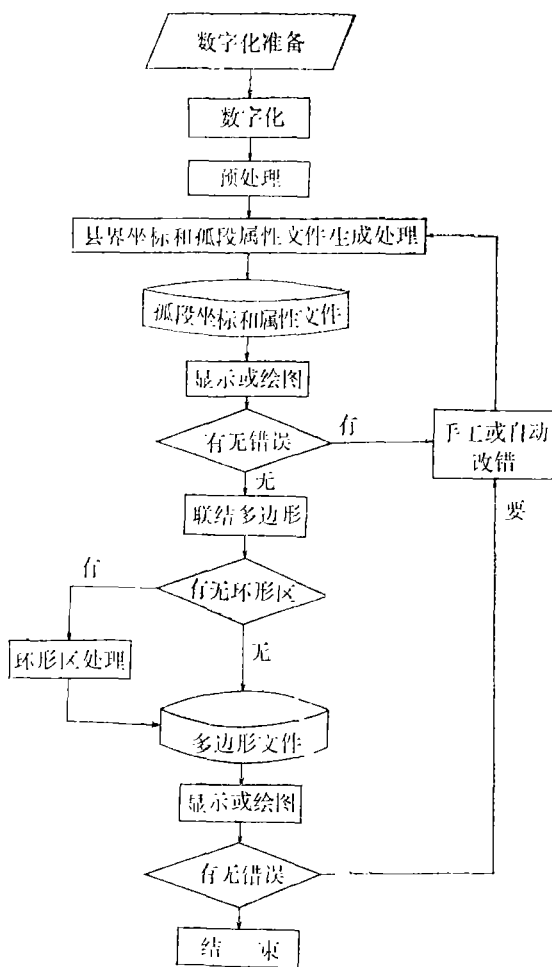 数字化准备
数字化
预处理
县界坐标和孤段属性文件生成处理
孤段坐标和属性文件
显示或绘图
有无错误
有
手工或自动
改错
无
要
联结多边形
有无环形区
有
无
环形区处理
多边形文件
显示或绘图
有无错误
结 束